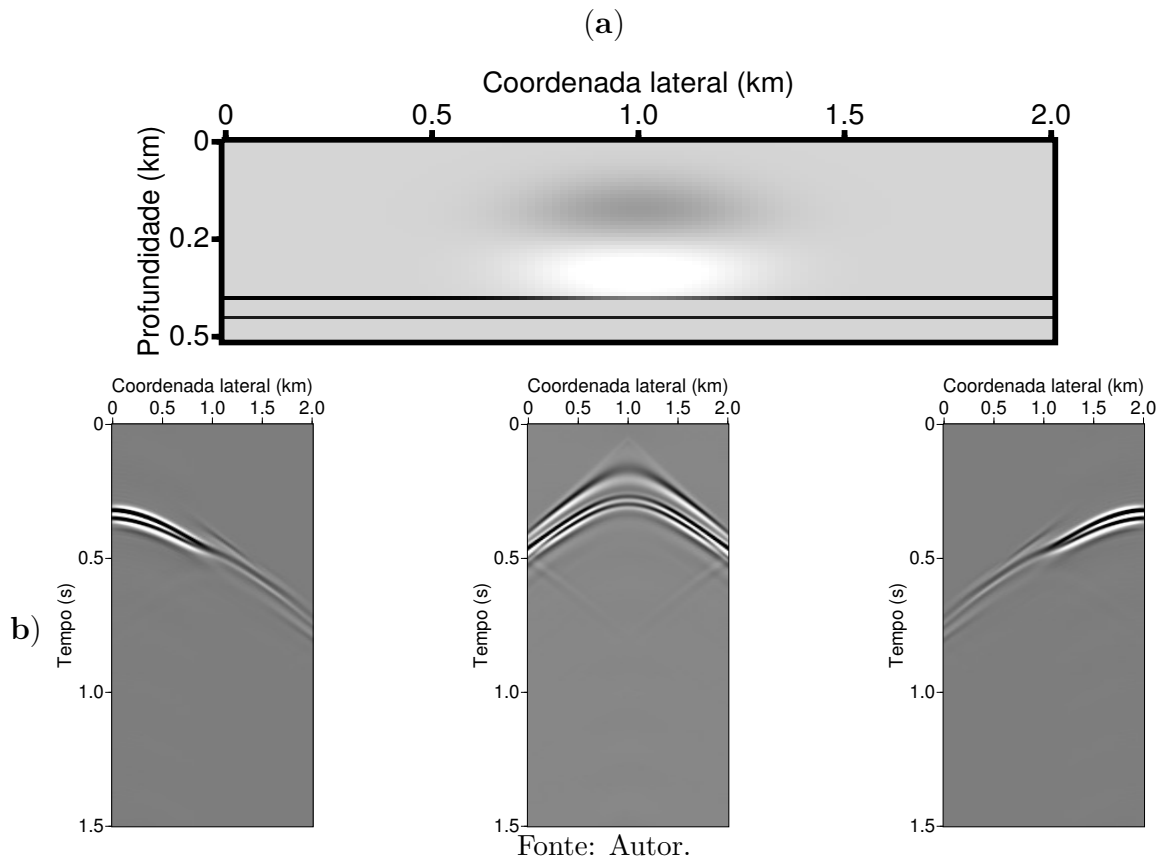 (a)
Coordenada lateral (km)
0 0.5 1.0 1.5 2.0
Profundidade (km)
0
0.2
0.5
b)
Coordenada lateral (km)
0 0.5 1.0 1.5 2.0
Tempo (s)
0
0.5
1.0
1.5
Coordenada lateral (km)
0 0.5 1.0 1.5 2.0
Tempo (s)
0
0.5
1.0
1.5
Coordenada lateral (km)
0 0.5 1.0 1.5 2.0
Tempo (s)
0
0.5
1.0
1.5
Fonte: Autor.